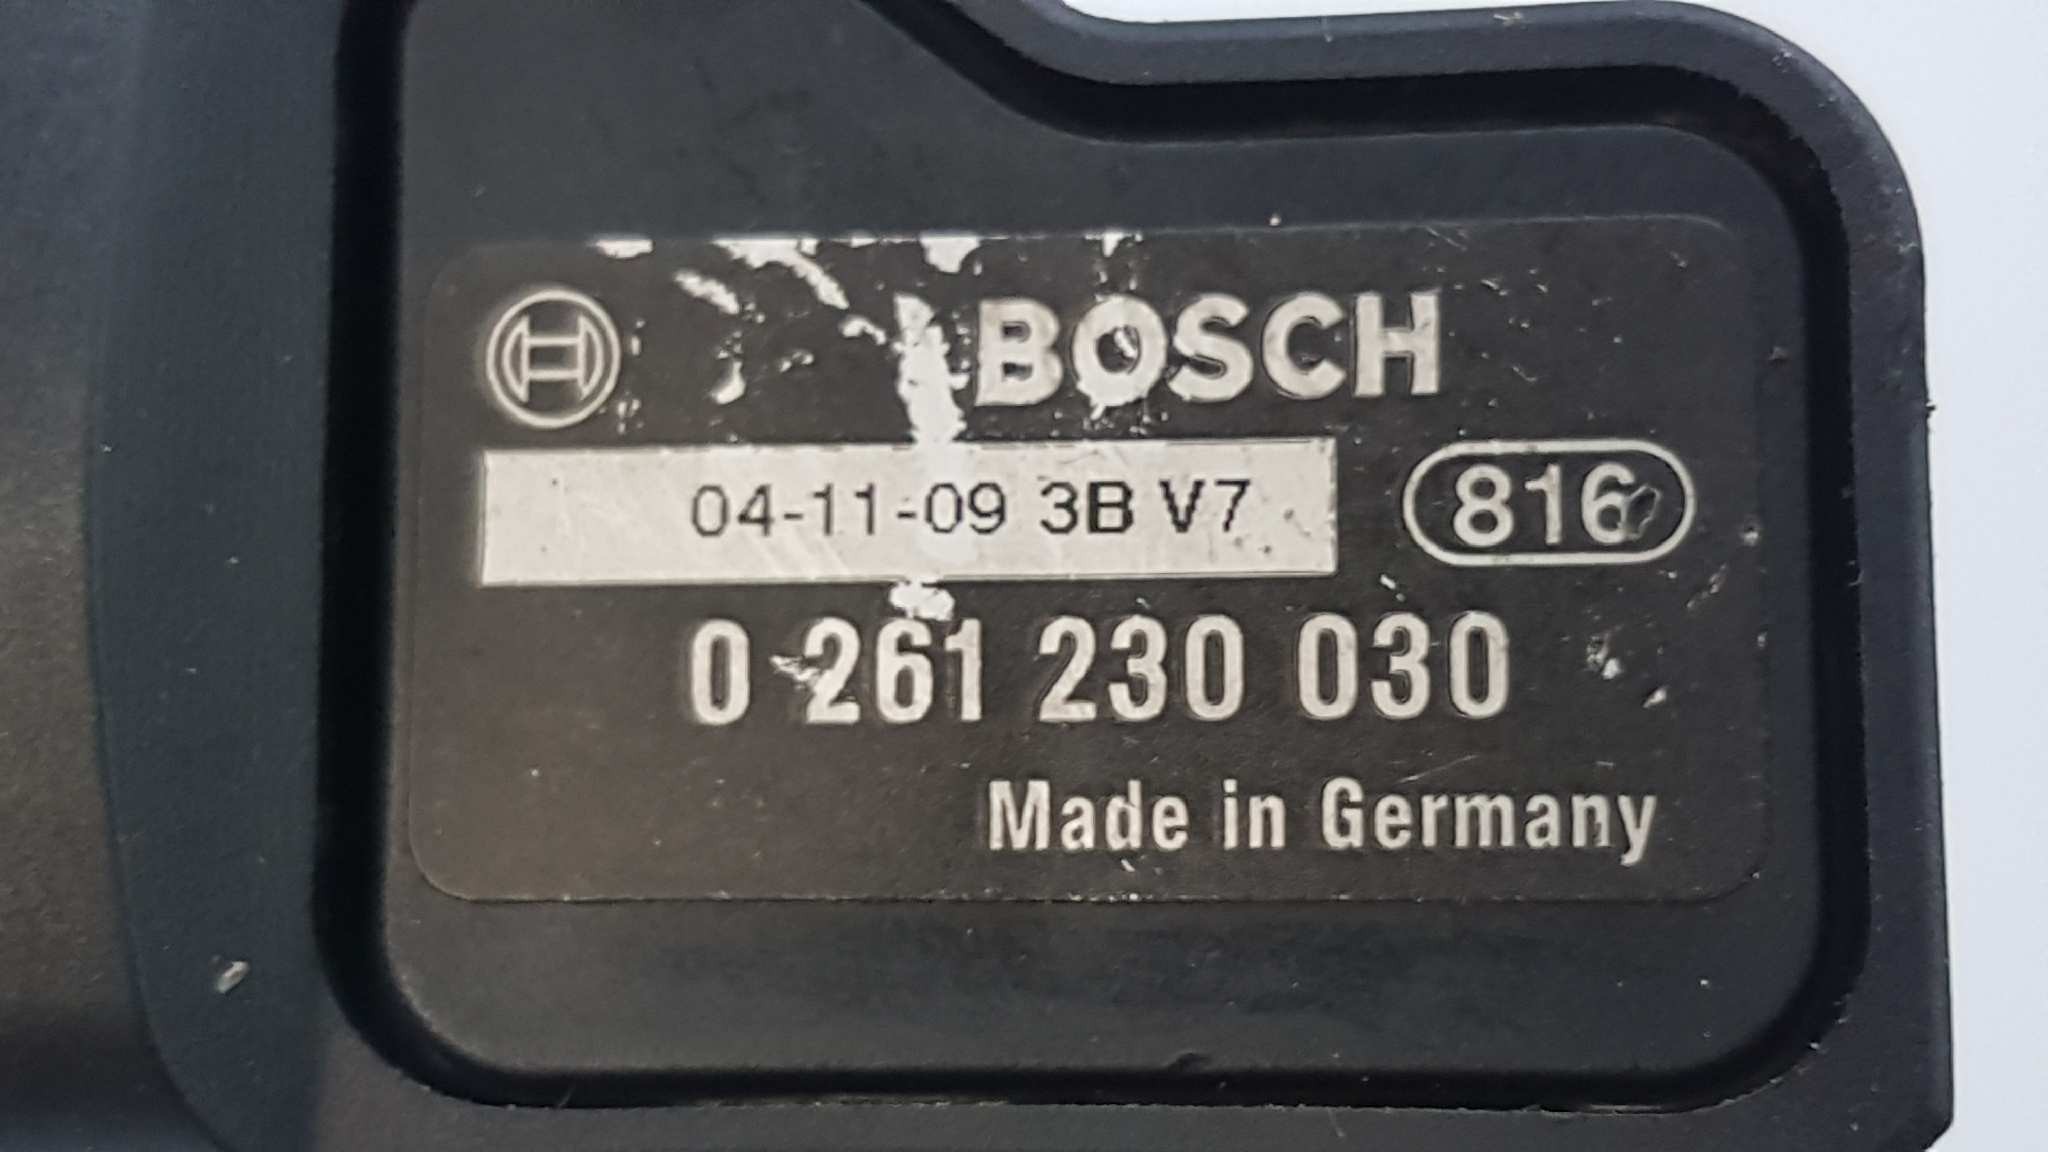 BOSCH
04-11-09 3B V7
816
0 261 230 030
Made in Germany